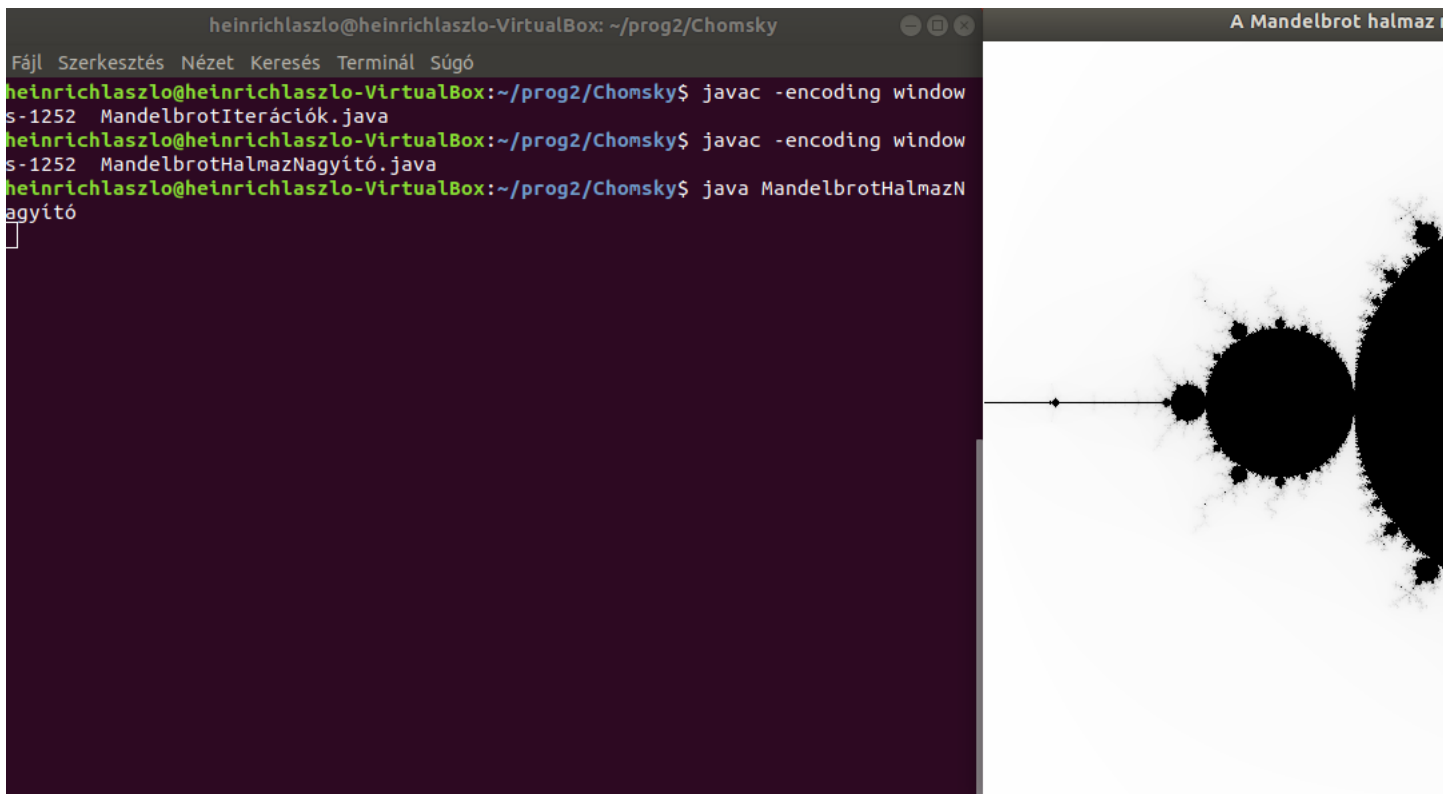 heinrichlaszlo@heinrichlaszlo-VirtualBox: ~/prog2/Chomsky
Fájl Szerkesztés Nézet Keresés Terminál Súgó
heinrichlaszlo@heinrichlaszlo-VirtualBox:~/prog2/Chomsky$ javac -encoding window
s-1252  MandelbrotIterációk.java
heinrichlaszlo@heinrichlaszlo-VirtualBox:~/prog2/Chomsky$ javac -encoding window
s-1252  MandelbrotHalmazNagyító.java
heinrichlaszlo@heinrichlaszlo-VirtualBox:~/prog2/Chomsky$ java MandelbrotHalmazN
agyító
A Mandelbrot halmaz